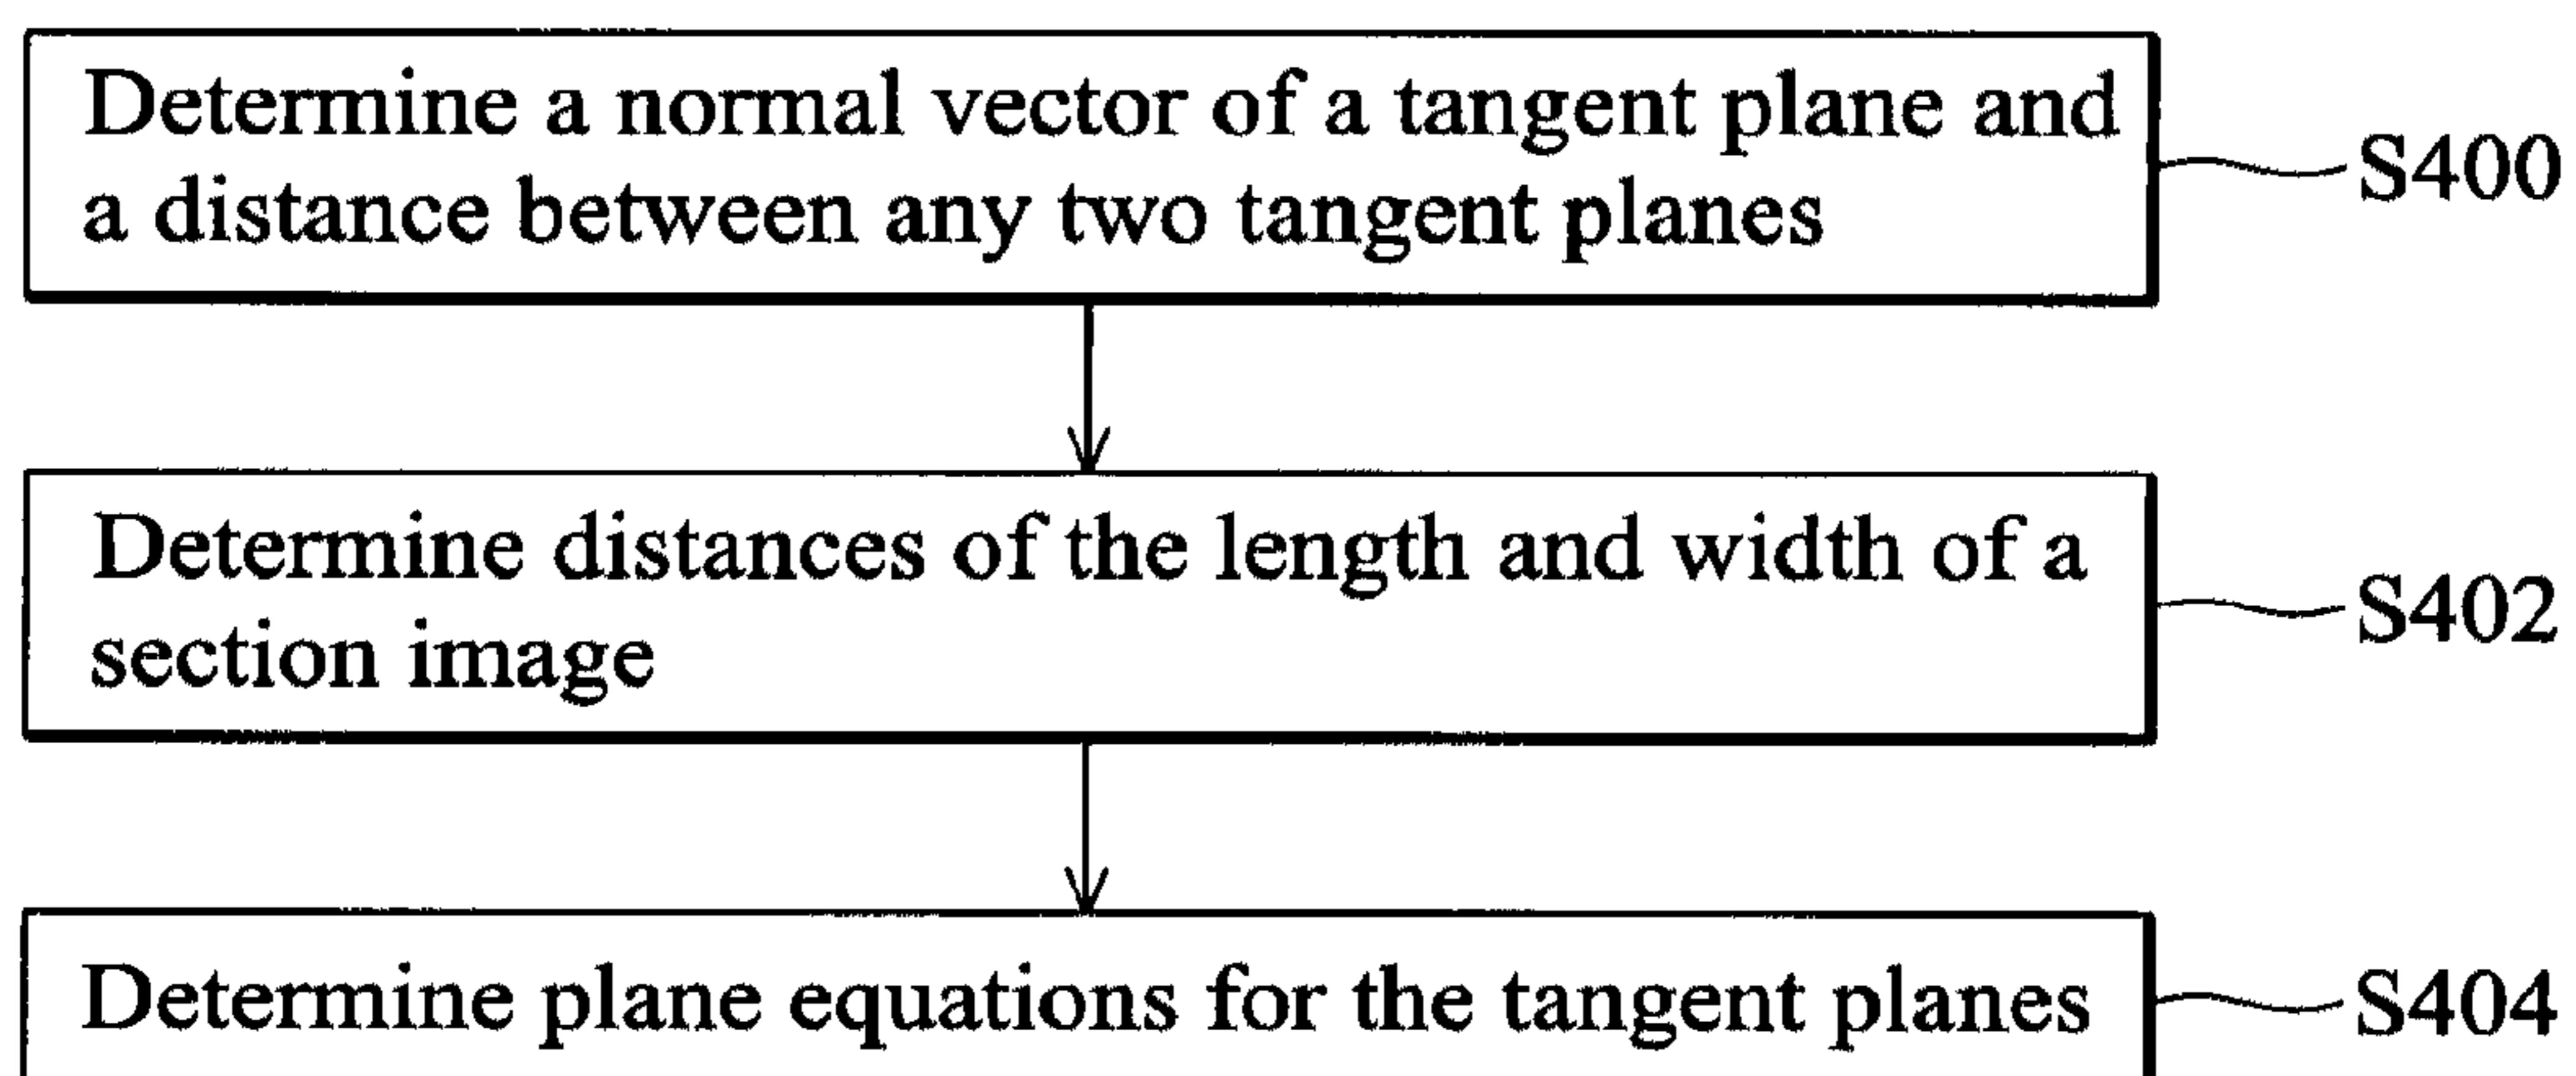 Determine a normal vector of a tangent plane and
a distance between any two tangent planes
S400
Determine distances of the length and width of a
section image
S402
Determine plane equations for the tangent planes
S404